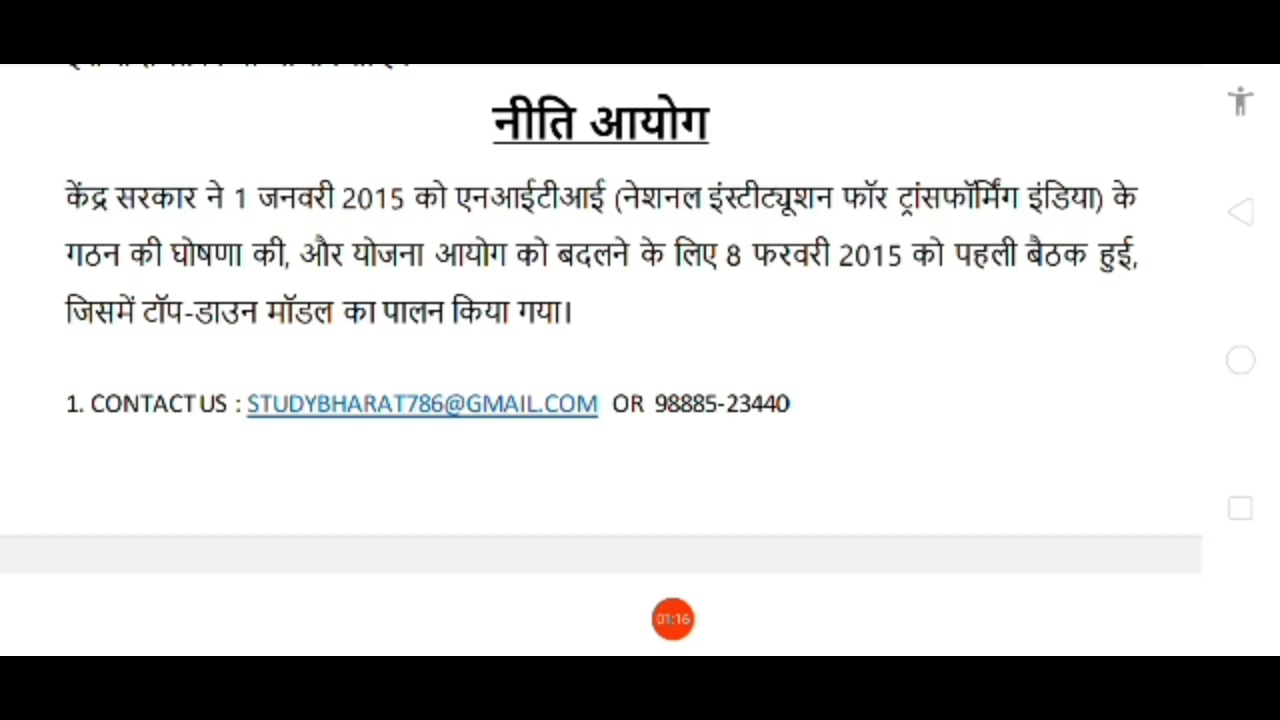 नीति आयोग
केंद्र सरकार ने 1 जनवरी 2015 को एनआईटीआई (नेशनल इंस्टीट्यूशन फॉर ट्रांसफॉर्मिंग इंडिया) के
गठन की घोषणा की, और योजना आयोग को बदलने के लिए 8 फरवरी 2015 को पहली बैठक हुई,
जिसमें टॉप-डाउन मॉडल का पालन किया गया।
1. CONTACT US : STUDYBHARAT786@GMAIL.COM OR 98885-23440
01:16